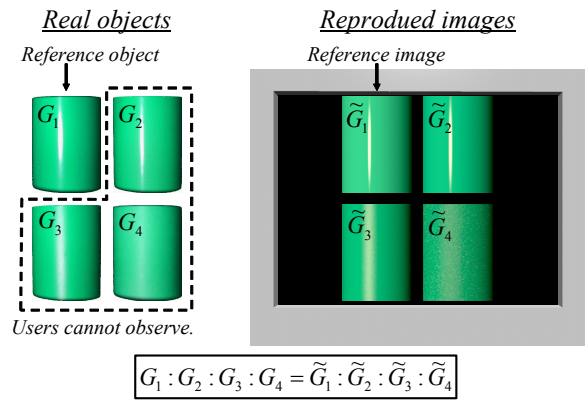 Real objects
Reprodued images
Reference object
Reference image
G₁
G₂
G₃
G₄
Users cannot observe.
G̃₁
G̃₂
G̃₃
G̃₄
G₁ : G₂ : G₃ : G₄ = G̃₁ : G̃₂ : G̃₃ : G̃₄